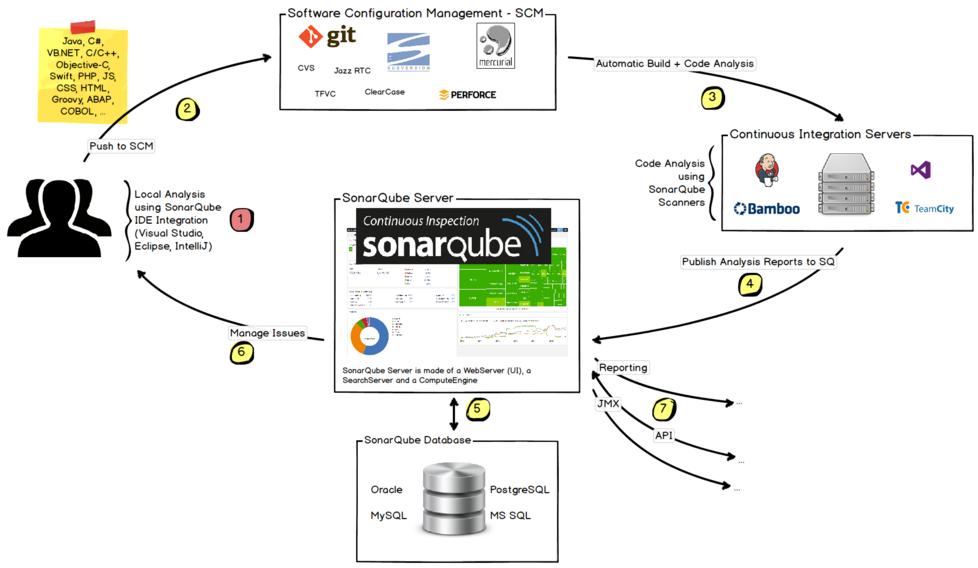 Software Configuration Management - SCM
git
SUBVERSION
mercurial
CVS
Jazz RTC
TFVC
ClearCase
PERFORCE
Java, C#,
VB.NET, C/C++,
Objective-C,
Swift, PHP, JS,
CSS, HTML,
Groovy, ABAP,
COBOL, ...
2
Push to SCM
Automatic Build + Code Analysis
3
Continuous Integration Servers
Code Analysis
using
SonarQube
Scanners
Bamboo
TeamCity
Local Analysis
using SonarQube
IDE Integration
(Visual Studio,
Eclipse, IntelliJ)
1
SonarQube Server
Continuous Inspection
sonarqube
SonarQube Server is made of a WebServer (UI), a
SearchServer and a ComputeEngine
Publish Analysis Reports to SQ
4
Manage Issues
6
Reporting
...
JMX
7
API
...
...
5
SonarQube Database
Oracle
PostgreSQL
MySQL
MS SQL